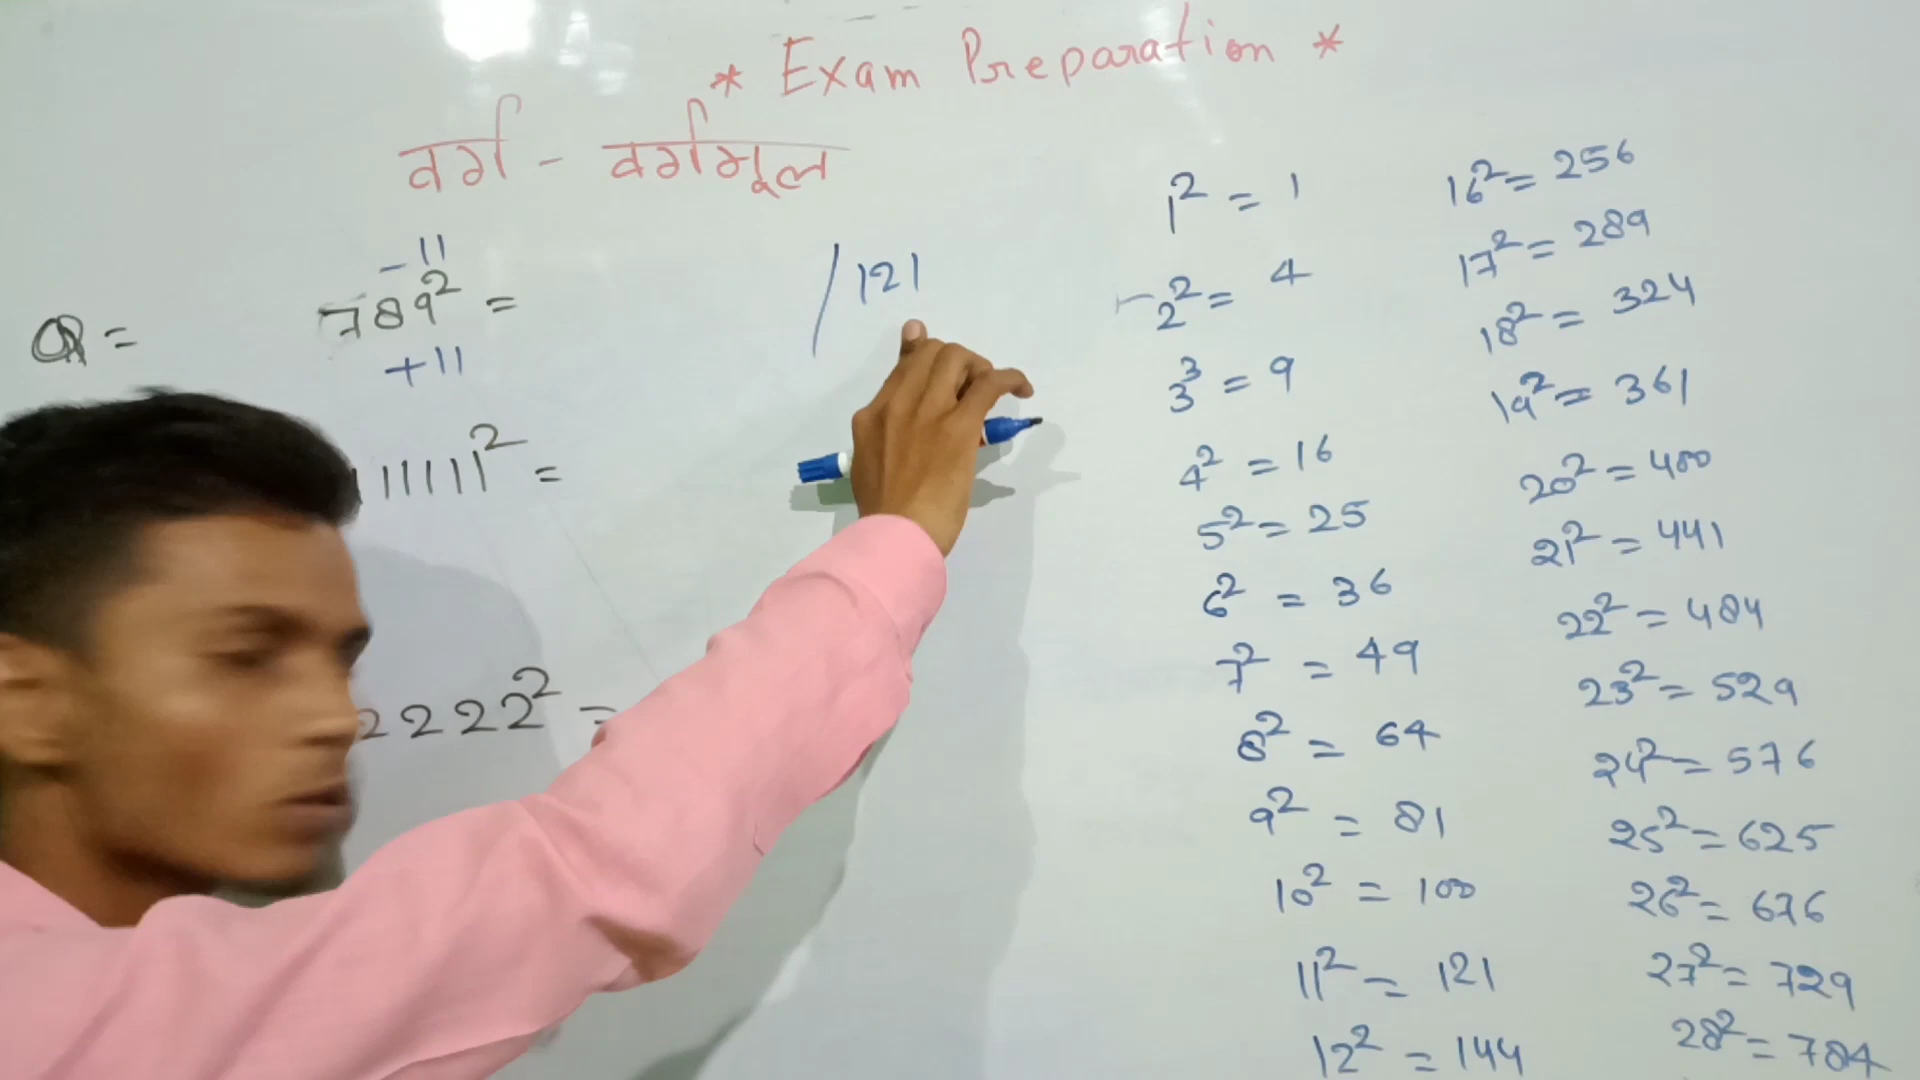 * Exam Preparation *
वर्ग - वर्गमूल
-11
Q = 789² =
+11
/121
111111² =
2222² =
1² = 1
2² = 4
3³ = 9
4² = 16
5² = 25
6² = 36
7² = 49
8² = 64
9² = 81
10² = 100
11² = 121
12² = 144
16² = 256
17² = 289
18² = 324
19² = 361
20² = 400
21² = 441
22² = 484
23² = 529
24² = 576
25² = 625
26² = 676
27² = 729
28² = 784